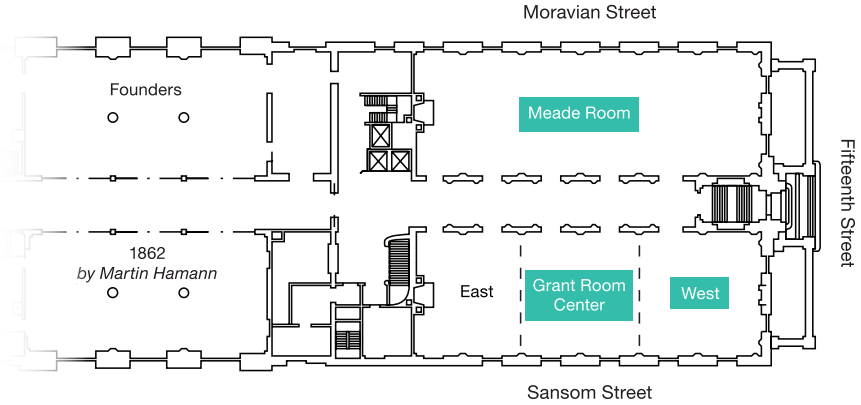 Moravian Street
Founders
Meade Room
Fifteenth Street
1862
by Martin Hamann
East
Grant Room
Center
West
Sansom Street